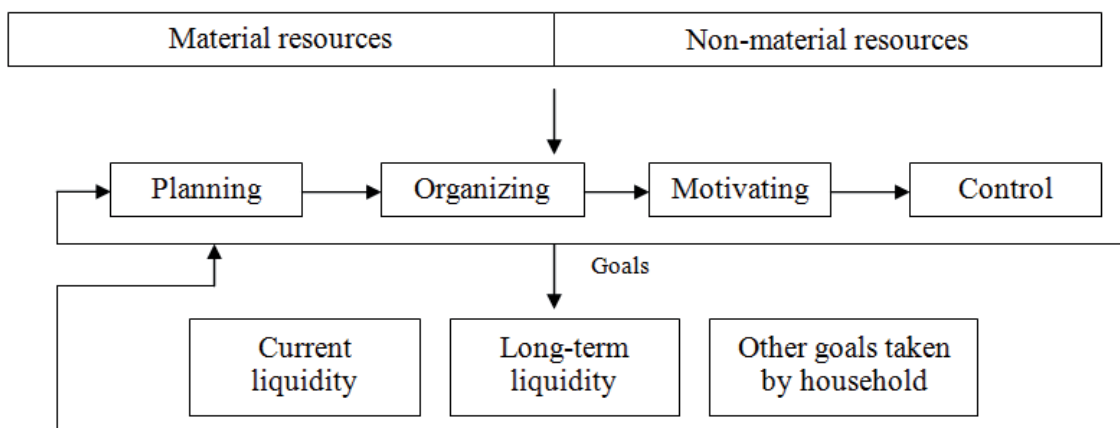 Material resources
Non-material resources
Planning
Organizing
Motivating
Control
Goals
Current
liquidity
Long-term
liquidity
Other goals taken
by household